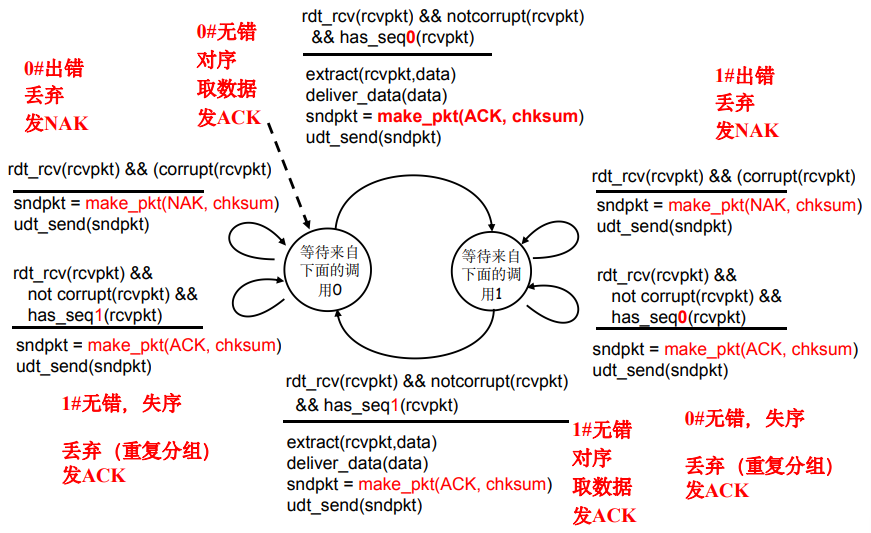 rdt_rcv(rcvpkt) && notcorrupt(rcvpkt)
&& has_seq0(rcvpkt)
extract(rcvpkt,data)
deliver_data(data)
sndpkt = make_pkt(ACK, chksum)
udt_send(sndpkt)
0#出错
丢弃
发NAK
0#无错
对序
取数据
发ACK
1#出错
丢弃
发NAK
rdt_rcv(rcvpkt) && (corrupt(rcvpkt)
sndpkt = make_pkt(NAK, chksum)
udt_send(sndpkt)
rdt_rcv(rcvpkt) && (corrupt(rcvpkt)
sndpkt = make_pkt(NAK, chksum)
udt_send(sndpkt)
等待来自
下面的调
用0
等待来自
下面的调
用1
rdt_rcv(rcvpkt) &&
not corrupt(rcvpkt) &&
has_seq1(rcvpkt)
sndpkt = make_pkt(ACK, chksum)
udt_send(sndpkt)
rdt_rcv(rcvpkt) &&
not corrupt(rcvpkt) &&
has_seq0(rcvpkt)
sndpkt = make_pkt(ACK, chksum)
udt_send(sndpkt)
1#无错，失序
丢弃（重复分组）
发ACK
rdt_rcv(rcvpkt) && notcorrupt(rcvpkt)
&& has_seq1(rcvpkt)
extract(rcvpkt,data)
deliver_data(data)
sndpkt = make_pkt(ACK, chksum)
udt_send(sndpkt)
1#无错
对序
取数据
发ACK
0#无错，失序
丢弃（重复分组）
发ACK